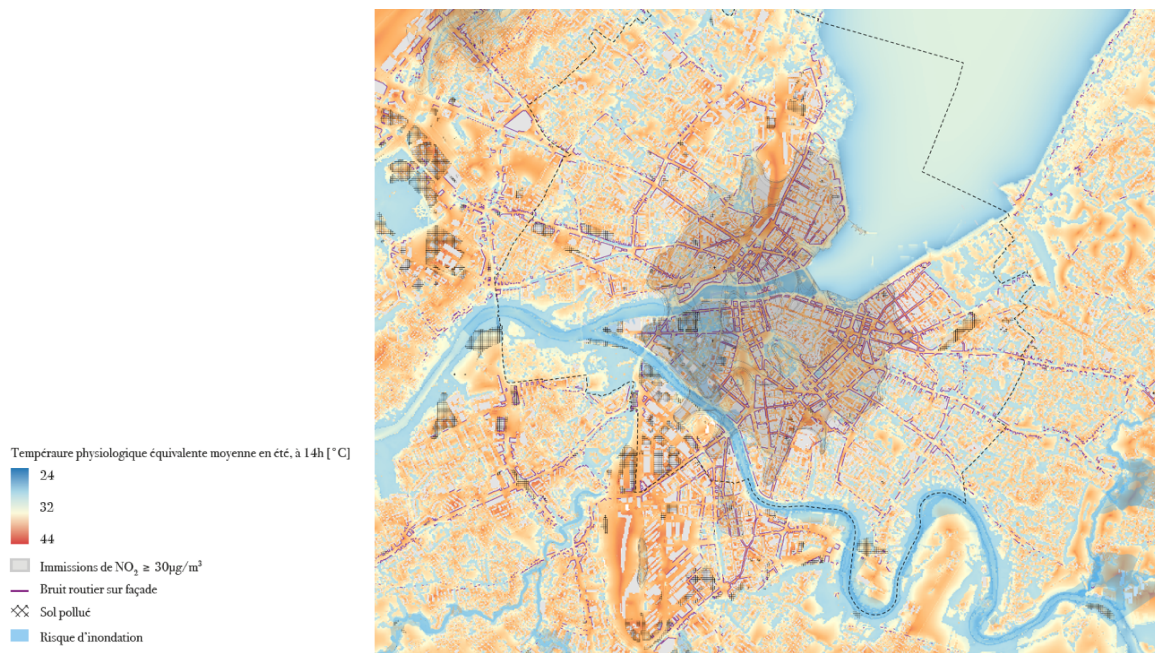 Tempéraure physiologique équivalente moyenne en été, à 14h [°C]
24
32
44
Immissions de NO₂ ≥ 30µg/m³
Bruit routier sur façade
Sol pollué
Risque d'inondation